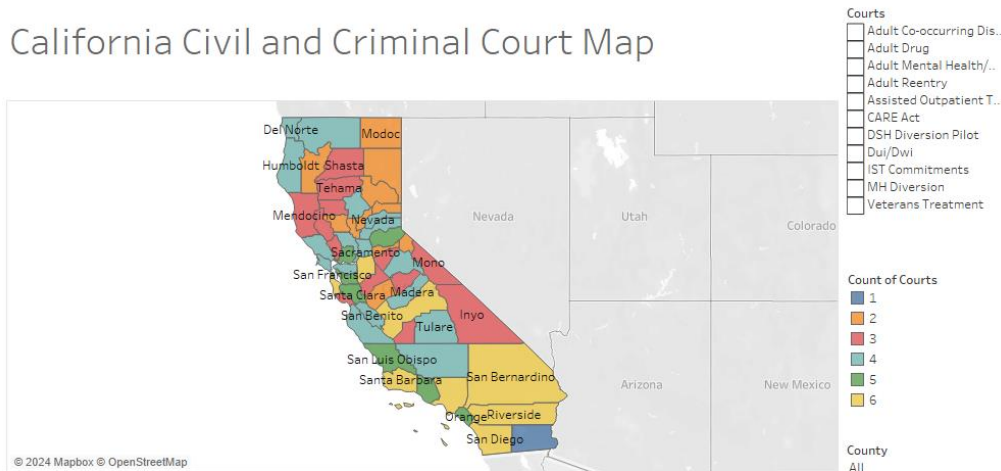 California Civil and Criminal Court Map
Courts
Adult Co-occurring Dis..
Adult Drug
Adult Mental Health/..
Adult Reentry
Assisted Outpatient T..
CARE Act
DSH Diversion Pilot
Dui/Dwi
IST Commitments
MH Diversion
Veterans Treatment
Del Norte
Modoc
Humboldt
Shasta
Tehama
Mendocino
Nevada
Nevada
Utah
Colorado
Sacramento
Mono
San Francisco
Santa Clara
Madera
Inyo
San Benito
Tulare
San Luis Obispo
Santa Barbara
San Bernardino
Arizona
New Mexico
Orange
Riverside
San Diego
Count of Courts
1
2
3
4
5
6
County
All
© 2024 Mapbox © OpenStreetMap